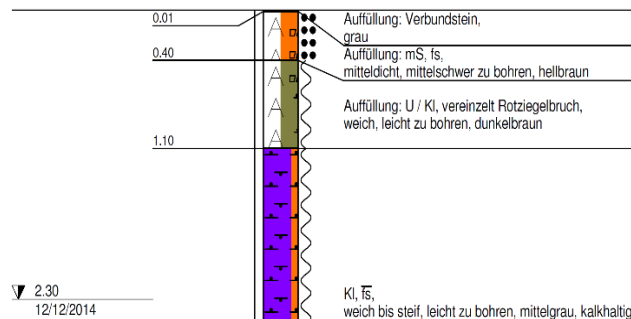 0.01
Auffüllung: Verbundstein,
grau
0.40
Auffüllung: mS, fs,
mitteldicht, mittelschwer zu bohren, hellbraun
A
A
A
A
A
Auffüllung: U / Kl, vereinzelt Rotziegelbruch,
weich, leicht zu bohren, dunkelbraun
1.10
2.30
12/12/2014
Kl, f̅s̅,
weich bis steif, leicht zu bohren, mittelgrau, kalkhaltig